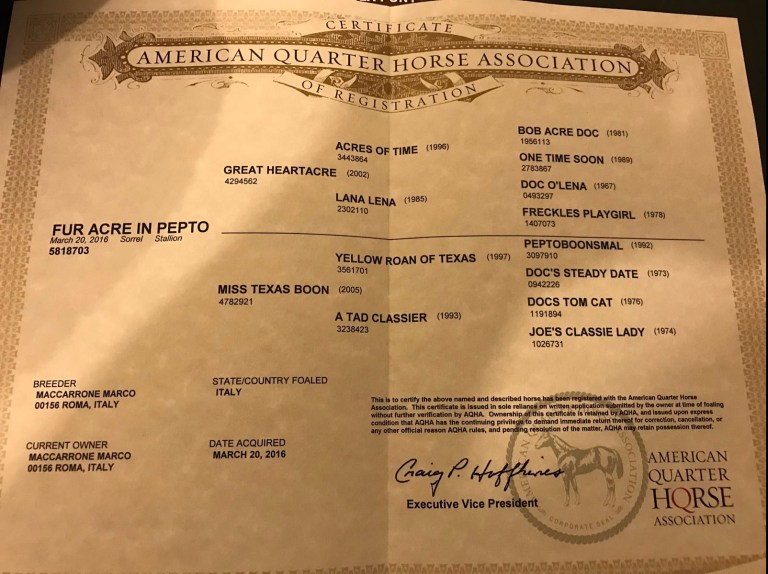 CERTIFICATE
AMERICAN QUARTER HORSE ASSOCIATION
OF REGISTRATION
BOB ACRE DOC (1981)
1956113
ACRES OF TIME (1996)
3443864
ONE TIME SOON (1989)
2783867
GREAT HEARTACRE (2002)
4294562
DOC O'LENA (1967)
0493297
LANA LENA (1985)
2302110
FRECKLES PLAYGIRL (1978)
1407073
FUR ACRE IN PEPTO
March 20, 2016 Sorrel Stallion
5818703
PEPTOBOONSMAL (1992)
3097910
YELLOW ROAN OF TEXAS (1997)
3561701
DOC'S STEADY DATE (1973)
0942226
MISS TEXAS BOON (2005)
4782921
DOCS TOM CAT (1976)
1191894
A TAD CLASSIER (1993)
3238423
JOE'S CLASSIE LADY (1974)
1026731
BREEDER
MACCARRONE MARCO
00156 ROMA, ITALY
STATE/COUNTRY FOALED
ITALY
CURRENT OWNER
MACCARRONE MARCO
00156 ROMA, ITALY
DATE ACQUIRED
MARCH 20, 2016
This is to certify the above named and described horse has been registered with the American Quarter Horse
Association. This certificate is issued in sole reliance on written application submitted by the owner at time of foaling
without further verification by AQHA. Ownership of this certificate is retained by AQHA, and issued upon express
condition that AQHA has the continuing privilege to demand immediate return thereof for correction, cancellation, or
any other official reason AQHA rules, and pending resolution of the matter, AQHA may retain possession thereof.
Craig P. Huffhines
Executive Vice President
CORPORATE SEAL
AMERICAN
QUARTER
HORSE
ASSOCIATION